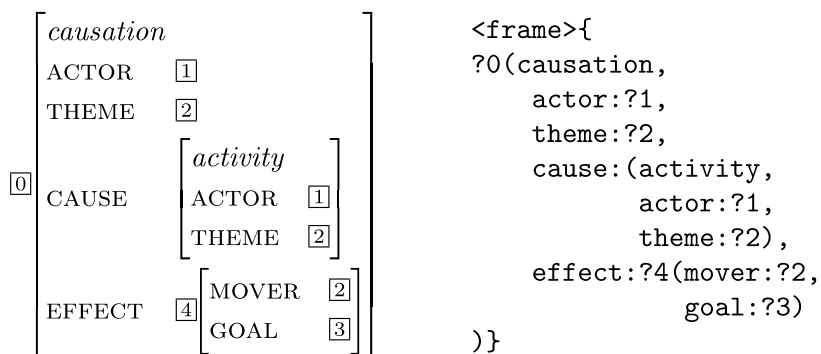 causation
ACTOR 1
THEME 2
activity
0 CAUSE ACTOR 1
THEME 2
MOVER 2
EFFECT 4 GOAL 3
<frame>{
?0(causation,
actor:?1,
theme:?2,
cause:(activity,
actor:?1,
theme:?2),
effect:?4(mover:?2,
goal:?3)
)}